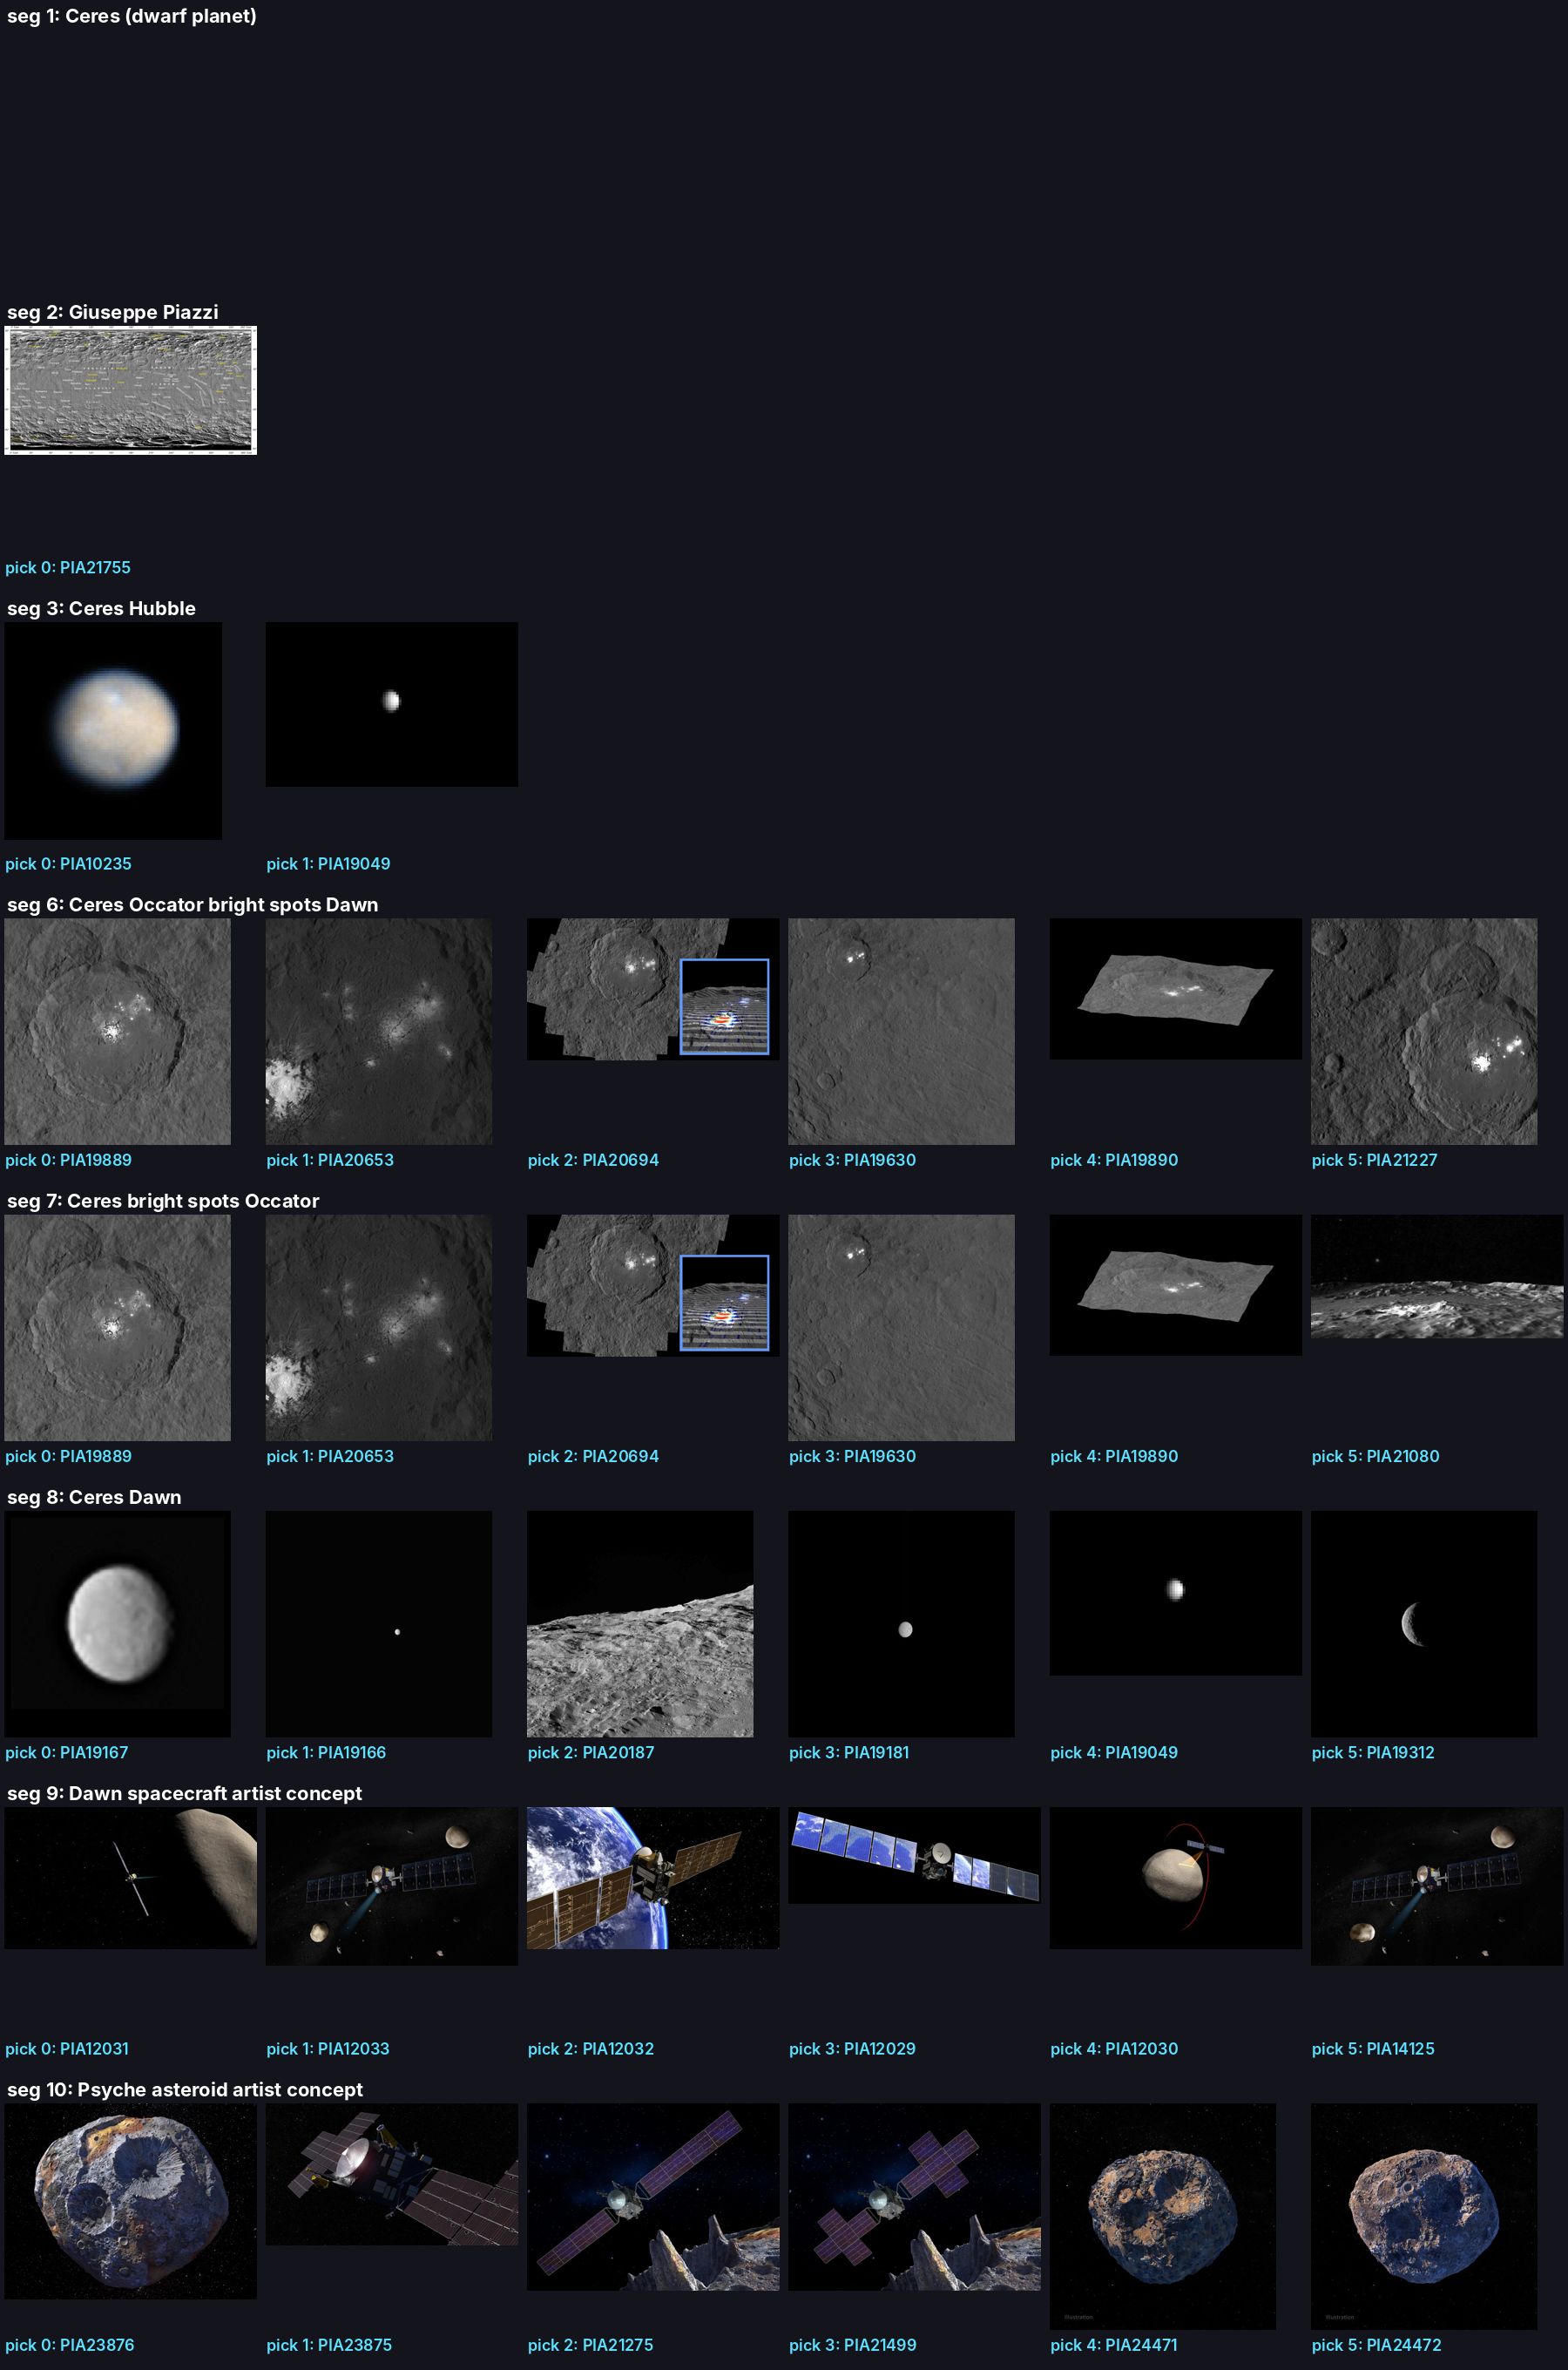 seg 1: Ceres (dwarf planet)
seg 2: Giuseppe Piazzi
pick 0: PIA21755
seg 3: Ceres Hubble
pick 0: PIA10235 pick 1: PIA19049
seg 6: Ceres Occator bright spots Dawn
pick 0: PIA19889 pick 1: PIA20653 pick 2: PIA20694 pick 3: PIA19630 pick 4: PIA19890 pick 5: PIA21227
seg 7: Ceres bright spots Occator
pick 0: PIA19889 pick 1: PIA20653 pick 2: PIA20694 pick 3: PIA19630 pick 4: PIA19890 pick 5: PIA21080
seg 8: Ceres Dawn
pick 0: PIA19167 pick 1: PIA19166 pick 2: PIA20187 pick 3: PIA19181 pick 4: PIA19049 pick 5: PIA19312
seg 9: Dawn spacecraft artist concept
pick 0: PIA12031 pick 1: PIA12033 pick 2: PIA12032 pick 3: PIA12029 pick 4: PIA12030 pick 5: PIA14125
seg 10: Psyche asteroid artist concept
Illustration Illustration
pick 0: PIA23876 pick 1: PIA23875 pick 2: PIA21275 pick 3: PIA21499 pick 4: PIA24471 pick 5: PIA24472